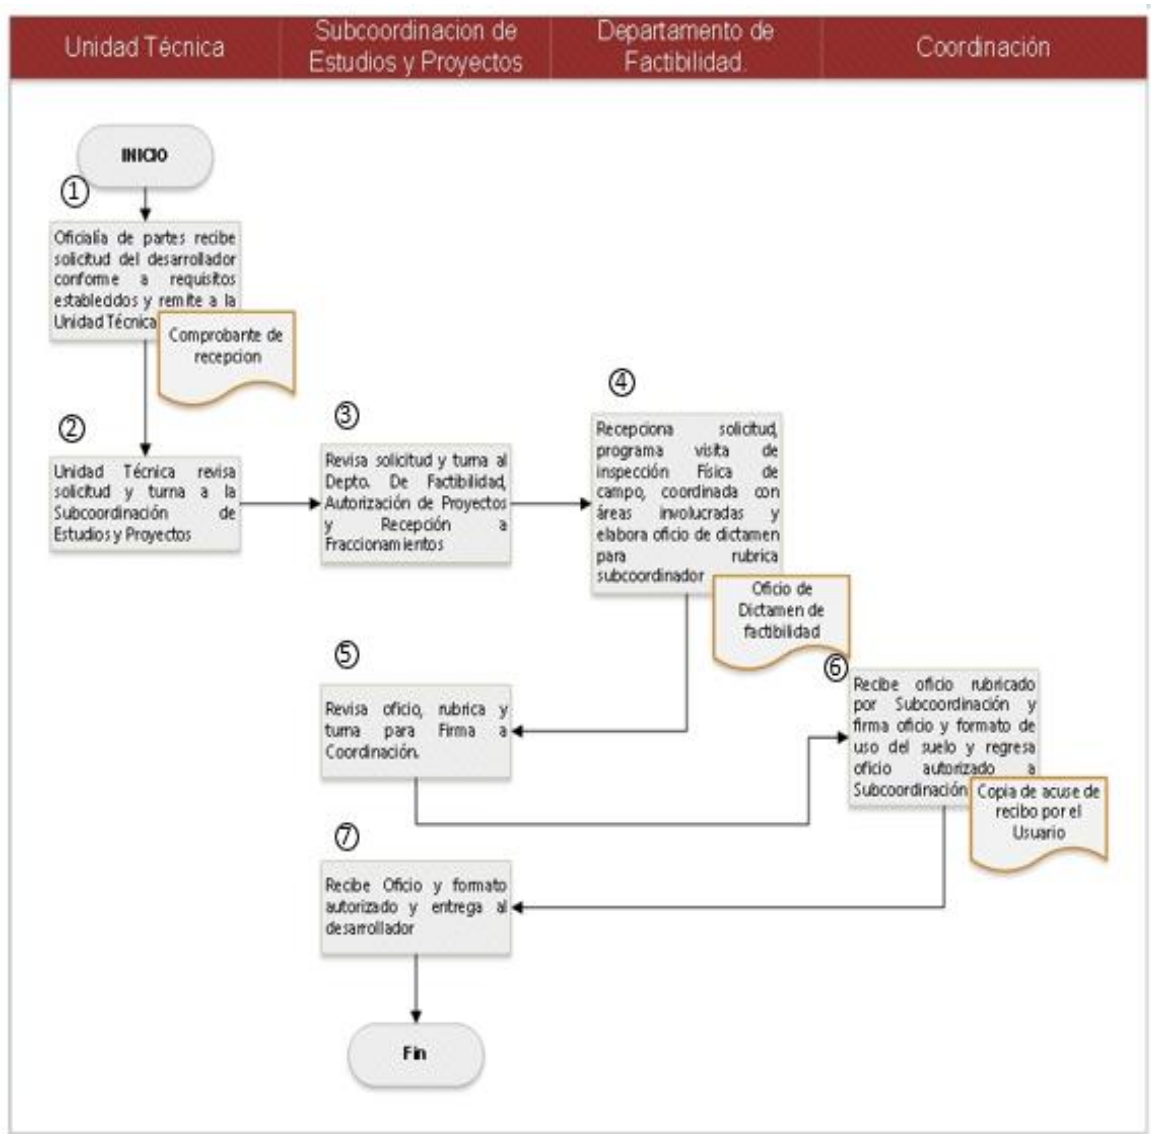 Unidad Técnica
Subcoordinacion de
Estudios y Proyectos
Departamento de
Factibilidad.
Coordinación
INICIO
1
Oficialía de partes recibe
solicitud del desarrollador
conforme a requisitos
establecidos y remite a la
Unidad Técnica
Comprobante de
recepcion
2
Unidad Técnica revisa
solicitud y turna a la
Subcoordinación de
Estudios y Proyectos
3
Revisa solicitud y turna al
Depto. De Factibilidad,
Autorización de Proyectos
y Recepción a
Fraccionamientos
4
Recepciona solicitud,
programa visita de
inspección Física de
campo, coordinada con
áreas involucradas y
elabora oficio de dictamen
para rubrica
subcoordinador
Oficio de
Dictamen de
factibilidad
5
Revisa oficio, rubrica y
turna para Firma a
Coordinación.
6
Recibe oficio rubricado
por Subcoordinación y
firma oficio y formato de
uso del suelo y regresa
oficio autorizado a
Subcoordinación
Copia de acuse de
recibo por el
Usuario
7
Recibe Oficio y formato
autorizado y entrega al
desarrollador
Fin